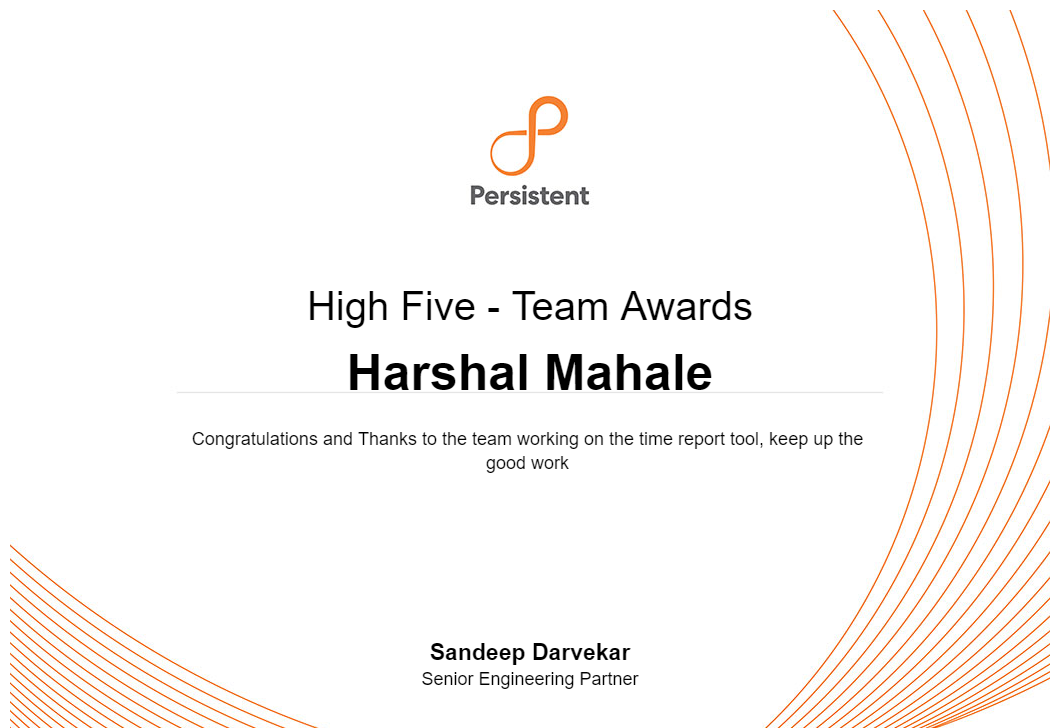 Persistent
High Five - Team Awards
Harshal Mahale
Congratulations and Thanks to the team working on the time report tool, keep up the
good work
Sandeep Darvekar
Senior Engineering Partner